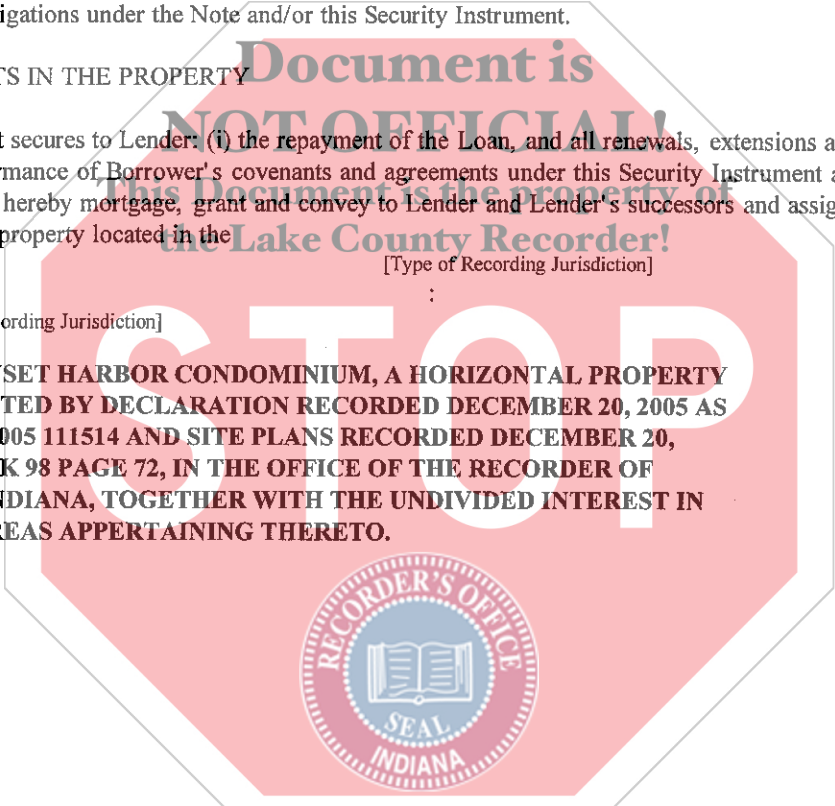 igations under the Note and/or this Security Instrument.
Document is
TS IN THE PROPERTY
NOT OFFICIAL!
t secures to Lender: (i) the repayment of the Loan, and all renewals, extensions a
rmance of Borrower's covenants and agreements under this Security Instrument a
This Document is the property of
hereby mortgage, grant and convey to Lender and Lender's successors and assig
property located in the
the Lake County Recorder!
[Type of Recording Jurisdiction]
:
ording Jurisdiction]
STOP
SET HARBOR CONDOMINIUM, A HORIZONTAL PROPERTY
TED BY DECLARATION RECORDED DECEMBER 20, 2005 AS
005 111514 AND SITE PLANS RECORDED DECEMBER 20,
K 98 PAGE 72, IN THE OFFICE OF THE RECORDER OF
NDIANA, TOGETHER WITH THE UNDIVIDED INTEREST IN
REAS APPERTAINING THERETO.
RECORDER'S OFFICE
SEAL
INDIANA